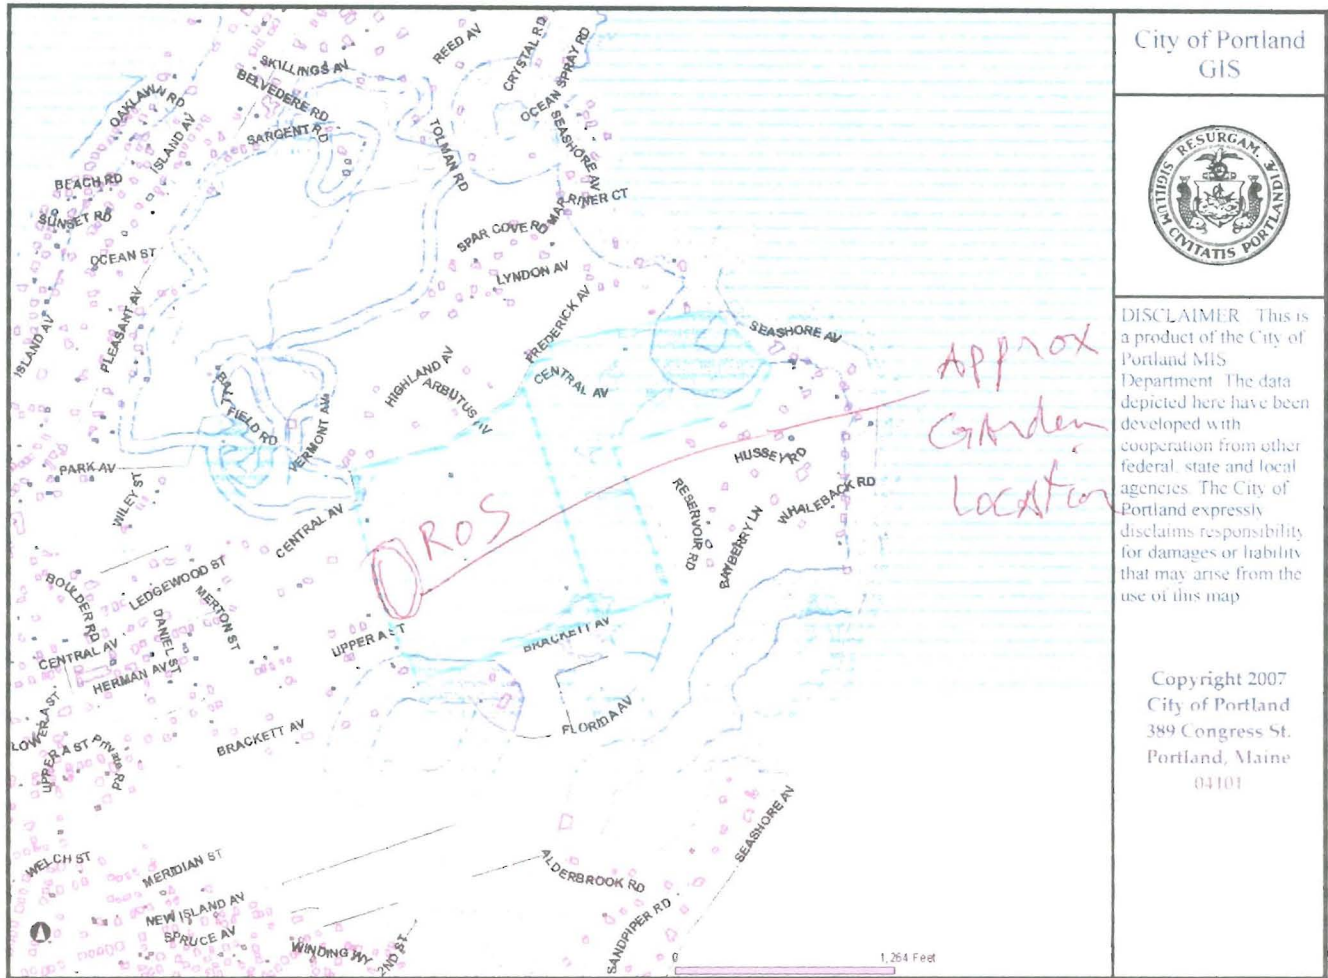 City of Portland
GIS
RESURGAM.
SIGILLUM CIVITATIS PORTLANDIÆ
DISCLAIMER This is
a product of the City of
Portland MIS
Department The data
depicted here have been
developed with
cooperation from other
federal, state and local
agencies The City of
Portland expressly
disclaims responsibility
for damages or liability
that may arise from the
use of this map
Copyright 2007
City of Portland
389 Congress St.
Portland, Maine
04101
REED AV
CRYSTAL RD
OCEAN SPRAY RD
SKILLINGS AV
BELVEDERE RD
OAKLAWN RD
ISLAND AV
SARGENT RD
TOLMAN RD
SEASHORE AV
BEACH RD
MARINER CT
SUNSET RD
SPAR COVE RD
OCEAN ST
LYNDON AV
PLEASANT AV
ISLAND AV
FREDERICK AV
SEASHORE AV
HIGHLAND AV
ARBUTUS AV
CENTRAL AV
Approx
Garden
Location
BATTFIELD RD
VERMONT AV
HUSSEY RD
PARK AV
WILEY ST
RESERVOIR RD
BAYBERRY LN
WHALEBACK RD
CENTRAL AV
ROS
BOULDER RD
LEDGEWOOD ST
MERTON ST
DANIEL ST
UPPER A ST
BRACKETT AV
CENTRAL AV
HERMAN AV
LOWER A ST
UPPER A ST
Private Rd
BRACKETT AV
FLORIDA AV
WELCH ST
MERIDIAN ST
ALDERBROOK RD
SEASHORE AV
NEW ISLAND AV
SPRUCE AV
WINDING WY
2ND ST
SANDPIPER RD
0
1,264 Feet